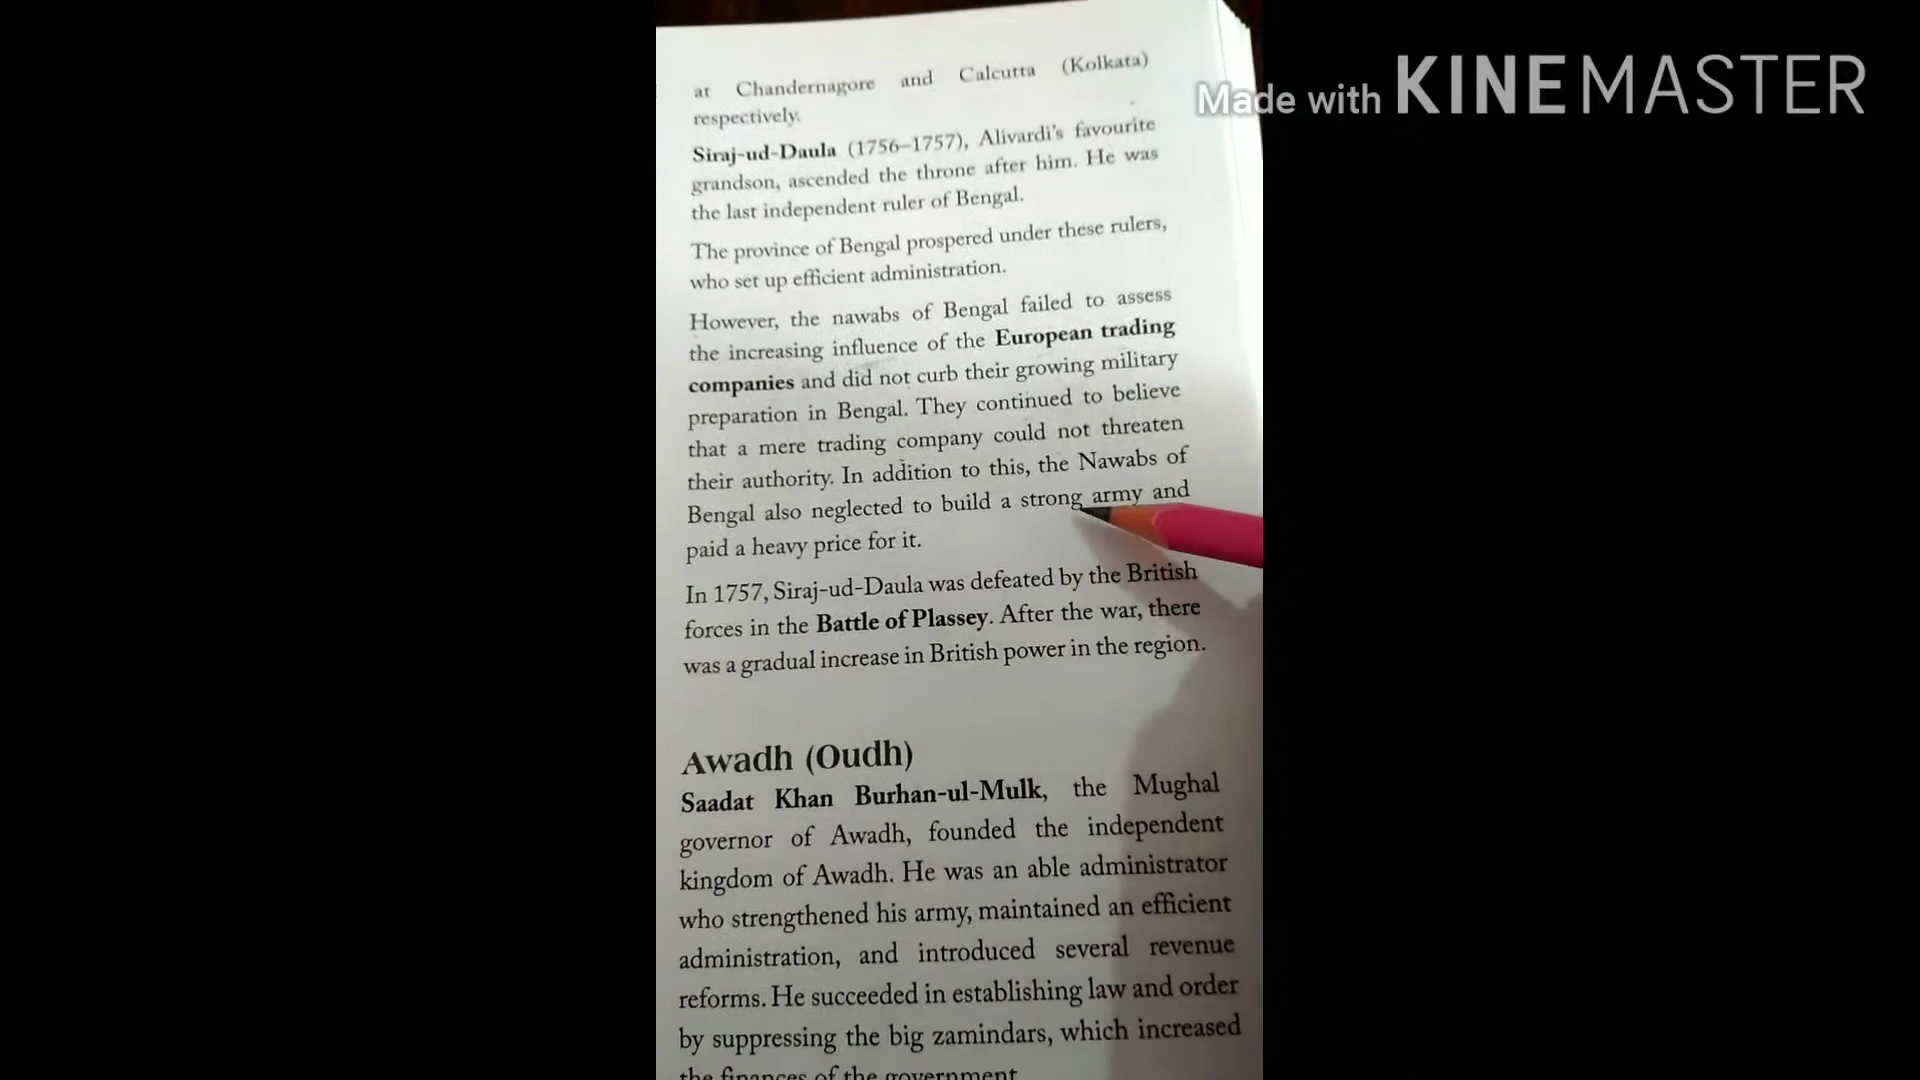 at Chandernagore and Calcutta (Kolkata)
respectively.
Siraj-ud-Daula (1756–1757), Alivardi's favourite
grandson, ascended the throne after him. He was
the last independent ruler of Bengal.
The province of Bengal prospered under these rulers,
who set up efficient administration.
However, the nawabs of Bengal failed to assess
the increasing influence of the European trading
companies and did not curb their growing military
preparation in Bengal. They continued to believe
that a mere trading company could not threaten
their authority. In addition to this, the Nawabs of
Bengal also neglected to build a strong army and
paid a heavy price for it.
In 1757, Siraj-ud-Daula was defeated by the British
forces in the Battle of Plassey. After the war, there
was a gradual increase in British power in the region.
Awadh (Oudh)
Saadat Khan Burhan-ul-Mulk, the Mughal
governor of Awadh, founded the independent
kingdom of Awadh. He was an able administrator
who strengthened his army, maintained an efficient
administration, and introduced several revenue
reforms. He succeeded in establishing law and order
by suppressing the big zamindars, which increased
the finances of the government
Made with KINEMASTER